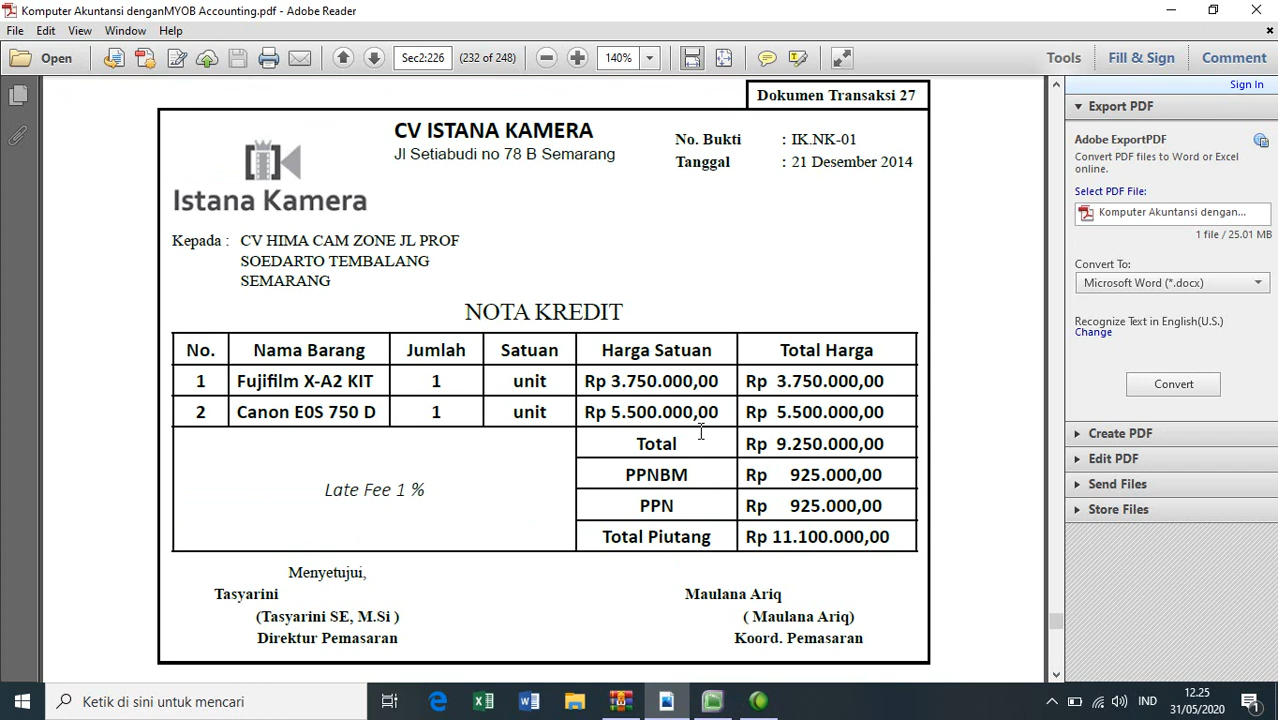 Komputer Akuntansi denganMYOB Accounting.pdf - Adobe Reader
File Edit View Window Help
Open Sec2:226 (232 of 248) 140% Tools Fill & Sign Comment
Sign In
Export PDF
Adobe ExportPDF
Convert PDF files to Word or Excel
online.
Select PDF File:
Komputer Akuntansi dengan...
1 file / 25.01 MB
Convert To:
Microsoft Word (*.docx)
Recognize Text in English(U.S.)
Change
Convert
Create PDF
Edit PDF
Send Files
Store Files
Dokumen Transaksi 27
CV ISTANA KAMERA
Jl Setiabudi no 78 B Semarang
No. Bukti : IK.NK-01
Tanggal : 21 Desember 2014
Istana Kamera
Kepada : CV HIMA CAM ZONE JL PROF
SOEDARTO TEMBALANG
SEMARANG
NOTA KREDIT
No. Nama Barang Jumlah Satuan Harga Satuan Total Harga
1 Fujifilm X-A2 KIT 1 unit Rp 3.750.000,00 Rp 3.750.000,00
2 Canon E0S 750 D 1 unit Rp 5.500.000,00 Rp 5.500.000,00
Late Fee 1 %
Total Rp 9.250.000,00
PPNBM Rp 925.000,00
PPN Rp 925.000,00
Total Piutang Rp 11.100.000,00
Menyetujui,
Tasyarini Maulana Ariq
(Tasyarini SE, M.Si ) ( Maulana Ariq)
Direktur Pemasaran Koord. Pemasaran
Ketik di sini untuk mencari
IND
12.25
31/05/2020